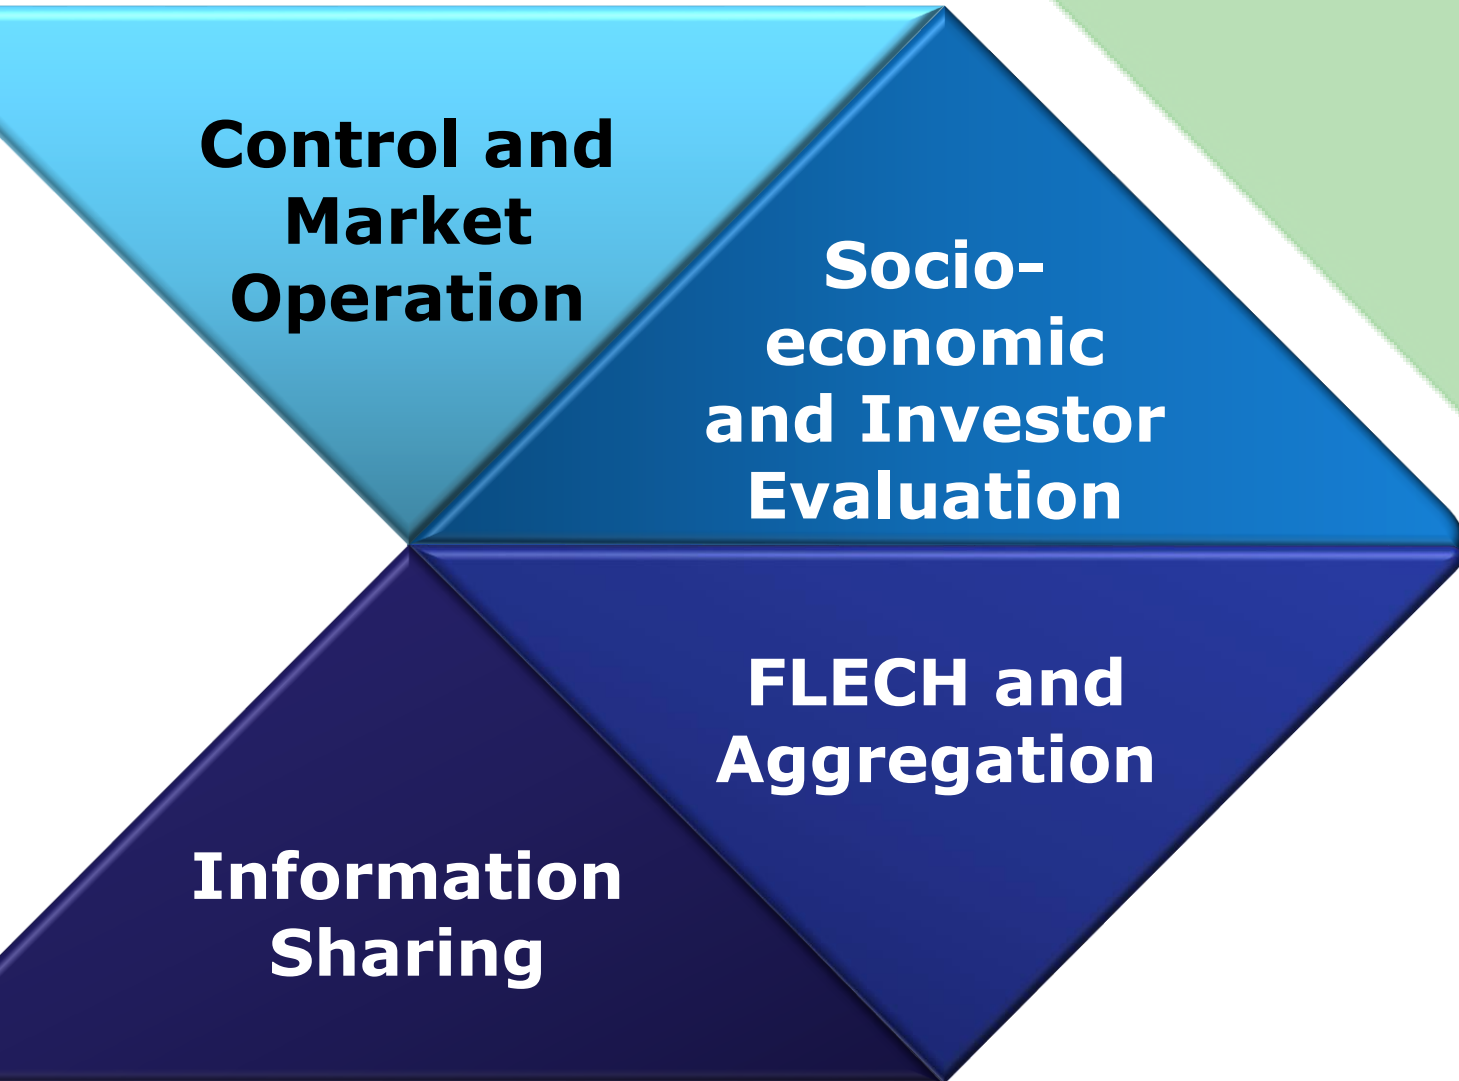 Control and
Market
Operation
Socio-
economic
and Investor
Evaluation
FLECH and
Aggregation
Information
Sharing